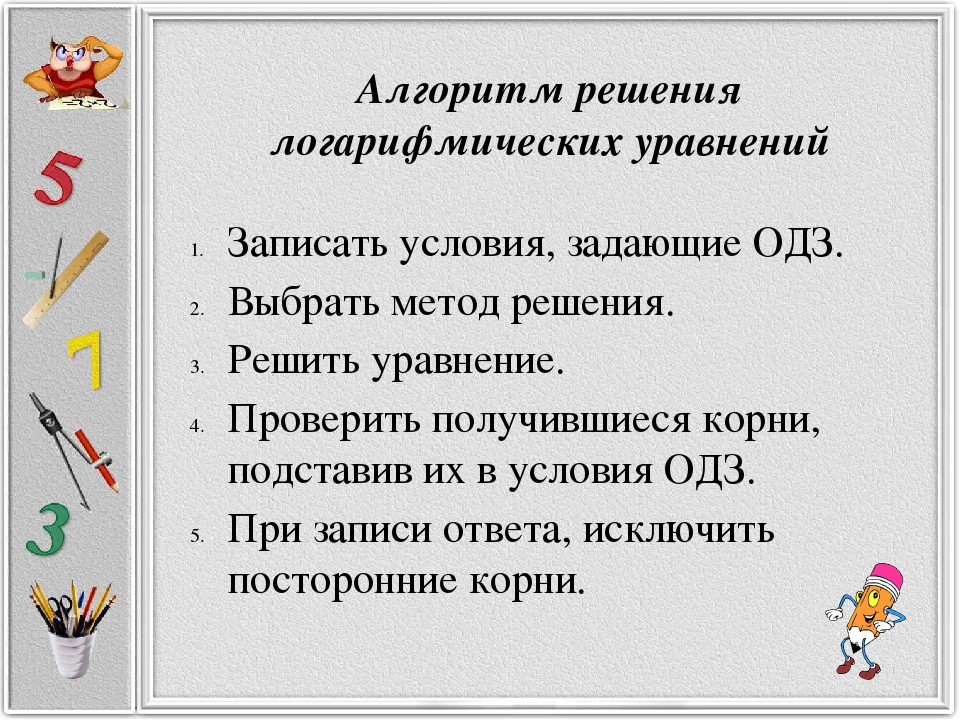 Алгоритм решения
логарифмических уравнений
1. Записать условия, задающие ОДЗ.
2. Выбрать метод решения.
3. Решить уравнение.
4. Проверить получившиеся корни,
подставив их в условия ОДЗ.
5. При записи ответа, исключить
посторонние корни.
5
7
3